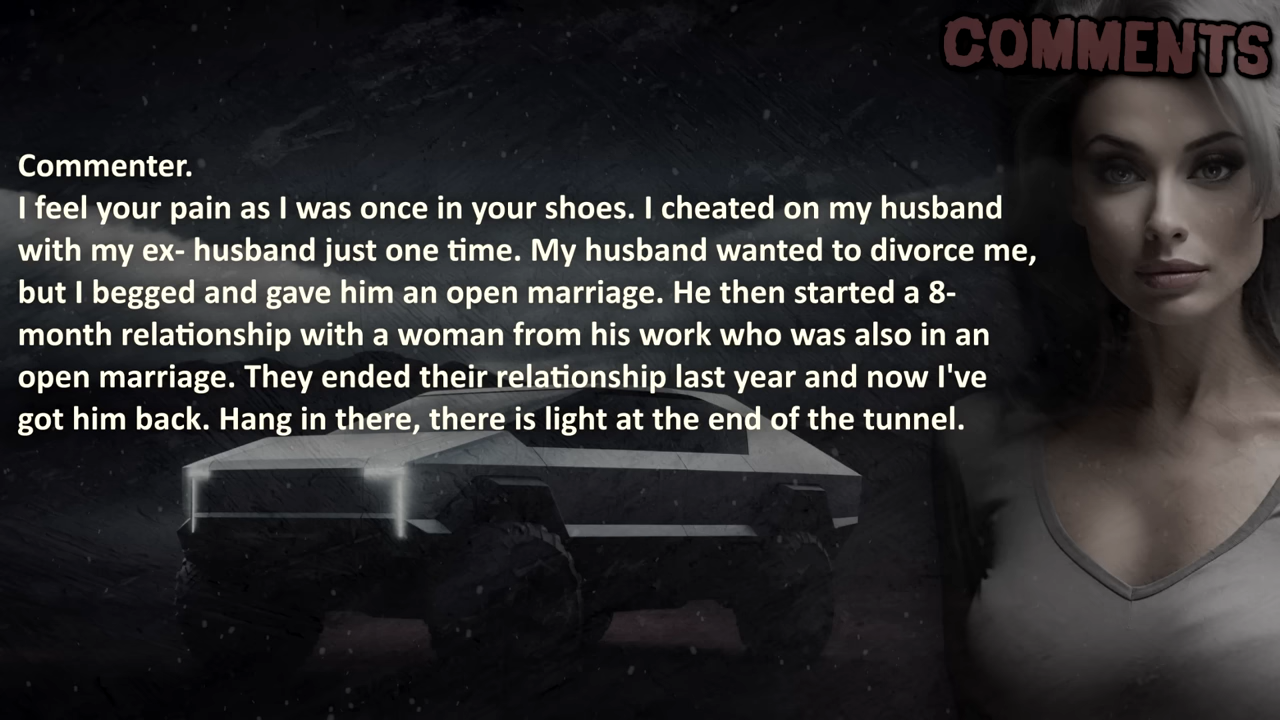 COMMENTS
Commenter.
I feel your pain as I was once in your shoes. I cheated on my husband
with my ex- husband just one time. My husband wanted to divorce me,
but I begged and gave him an open marriage. He then started a 8-
month relationship with a woman from his work who was also in an
open marriage. They ended their relationship last year and now I've
got him back. Hang in there, there is light at the end of the tunnel.